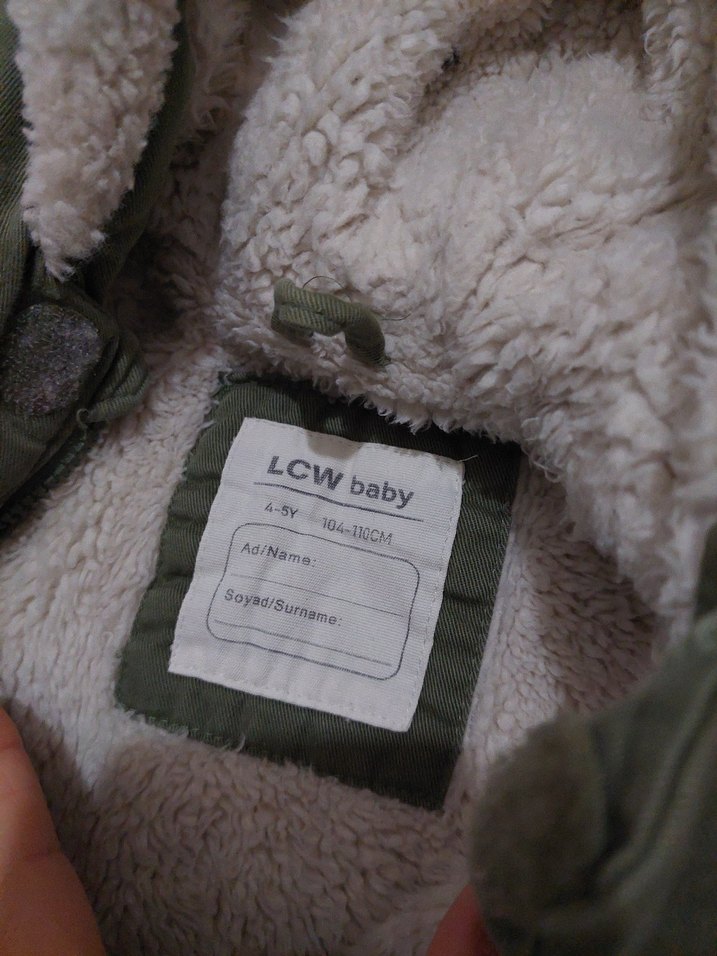 LCW baby
4-5Y 104-110CM
Ad/Name:
Soyad/Surname: